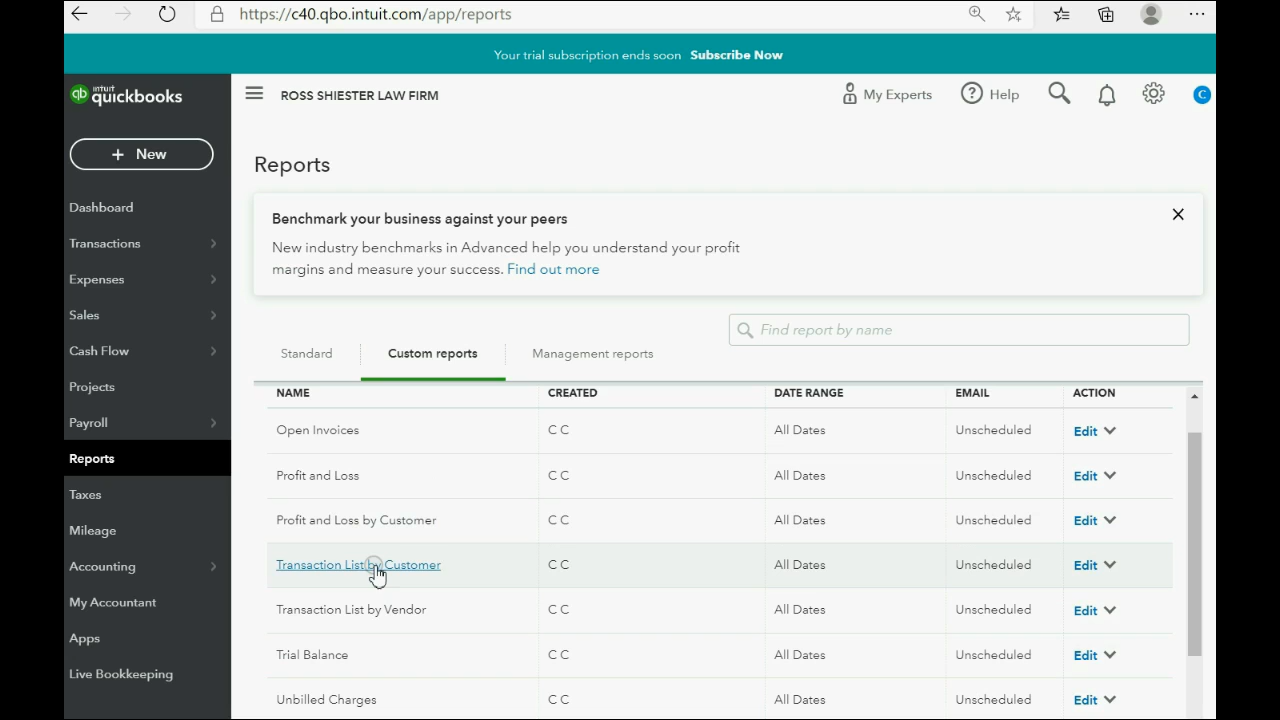 https://c40.qbo.intuit.com/app/reports
Your trial subscription ends soon Subscribe Now
intuit quickbooks
ROSS SHIESTER LAW FIRM
My Experts
Help
C
+ New
Dashboard
Transactions
Expenses
Sales
Cash Flow
Projects
Payroll
Reports
Taxes
Mileage
Accounting
My Accountant
Apps
Live Bookkeeping
Reports
Benchmark your business against your peers
New industry benchmarks in Advanced help you understand your profit
margins and measure your success. Find out more
Find report by name
Standard Custom reports Management reports
NAME CREATED DATE RANGE EMAIL ACTION
Open Invoices C C All Dates Unscheduled Edit
Profit and Loss C C All Dates Unscheduled Edit
Profit and Loss by Customer C C All Dates Unscheduled Edit
Transaction List by Customer C C All Dates Unscheduled Edit
Transaction List by Vendor C C All Dates Unscheduled Edit
Trial Balance C C All Dates Unscheduled Edit
Unbilled Charges C C All Dates Unscheduled Edit